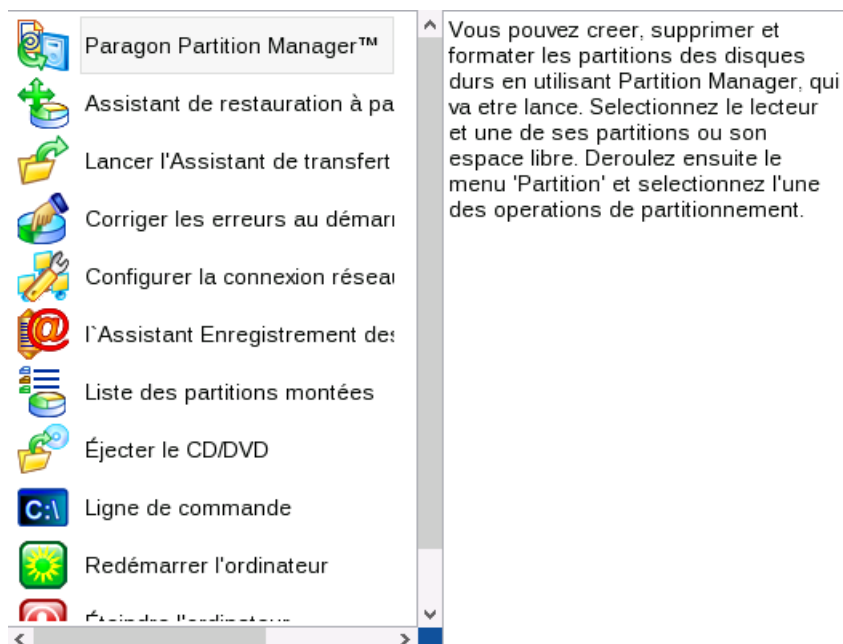 Paragon Partition Manager™
Assistant de restauration à pa
Lancer l'Assistant de transfert
Corriger les erreurs au démar
Configurer la connexion résea
l`Assistant Enregistrement des
Liste des partitions montées
Éjecter le CD/DVD
C:\
Ligne de commande
Redémarrer l'ordinateur
Éteindre l'ordinateur
Vous pouvez creer, supprimer et
formater les partitions des disques
durs en utilisant Partition Manager, qui
va etre lance. Selectionnez le lecteur
et une de ses partitions ou son
espace libre. Deroulez ensuite le
menu 'Partition' et selectionnez l'une
des operations de partitionnement.